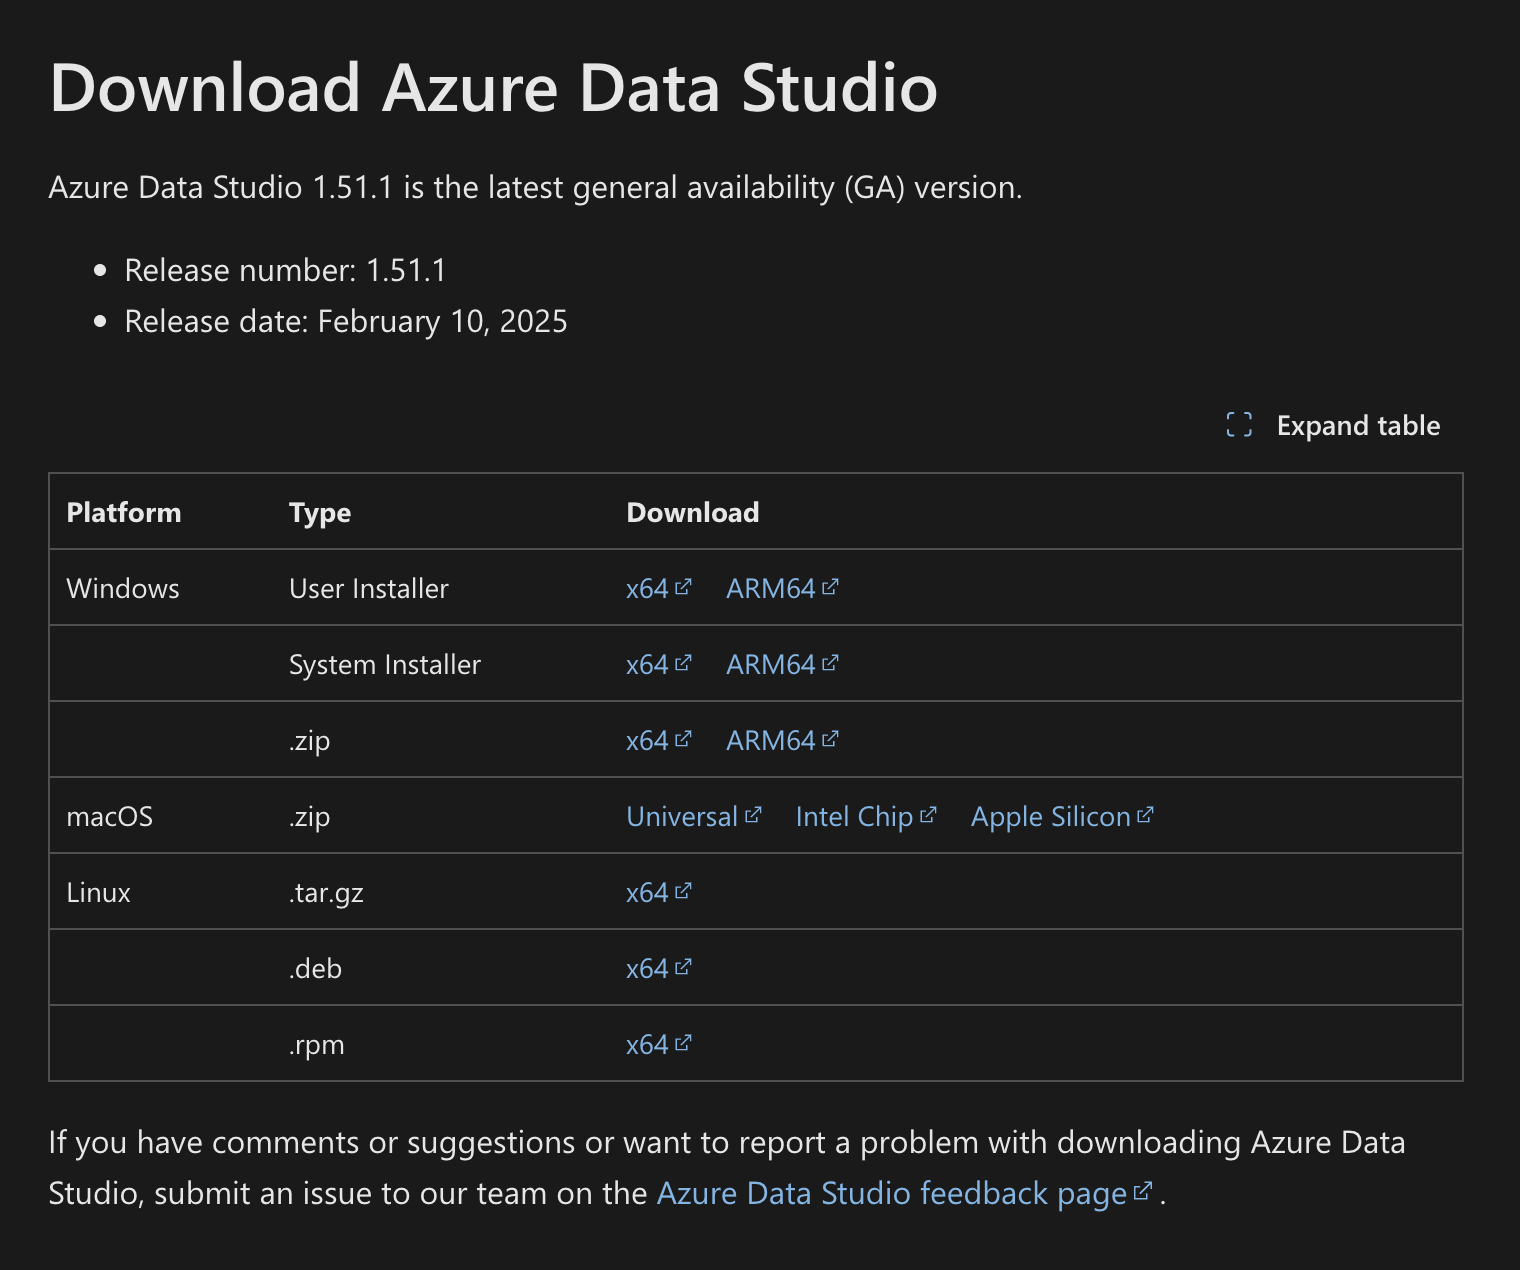 Download Azure Data Studio
Azure Data Studio 1.51.1 is the latest general availability (GA) version.
Release number: 1.51.1
Release date: February 10, 2025
Expand table
Platform Type Download
Windows User Installer x64 ARM64
System Installer x64 ARM64
.zip x64 ARM64
macOS .zip Universal Intel Chip Apple Silicon
Linux .tar.gz x64
.deb x64
.rpm x64
If you have comments or suggestions or want to report a problem with downloading Azure Data
Studio, submit an issue to our team on the Azure Data Studio feedback page.